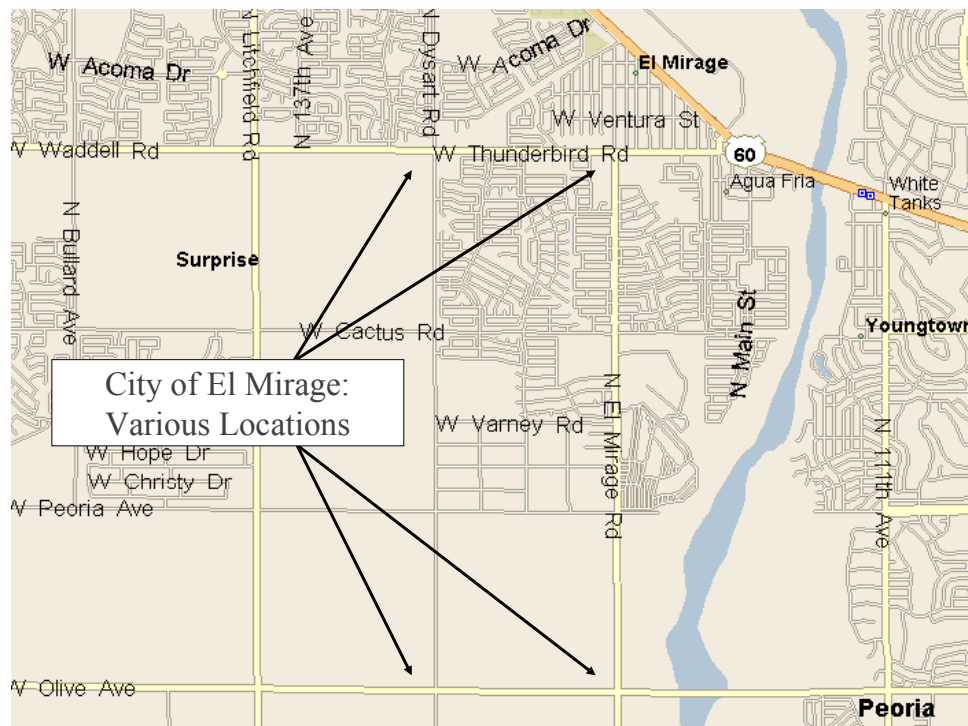 N Litchfield Rd
N 137th Ave
N Dysart Rd
W Acoma Dr
W Acoma Dr
El Mirage
W Ventura St
W Waddell Rd
W Thunderbird Rd
60
Agua Fria
White
Tanks
N Bullard Ave
Surprise
W Cactus Rd
N Main St
Youngtown
City of El Mirage:
Various Locations
N El Mirage Rd
W Varney Rd
N 111th Ave
W Hope Dr
W Christy Dr
W Peoria Ave
W Olive Ave
Peoria